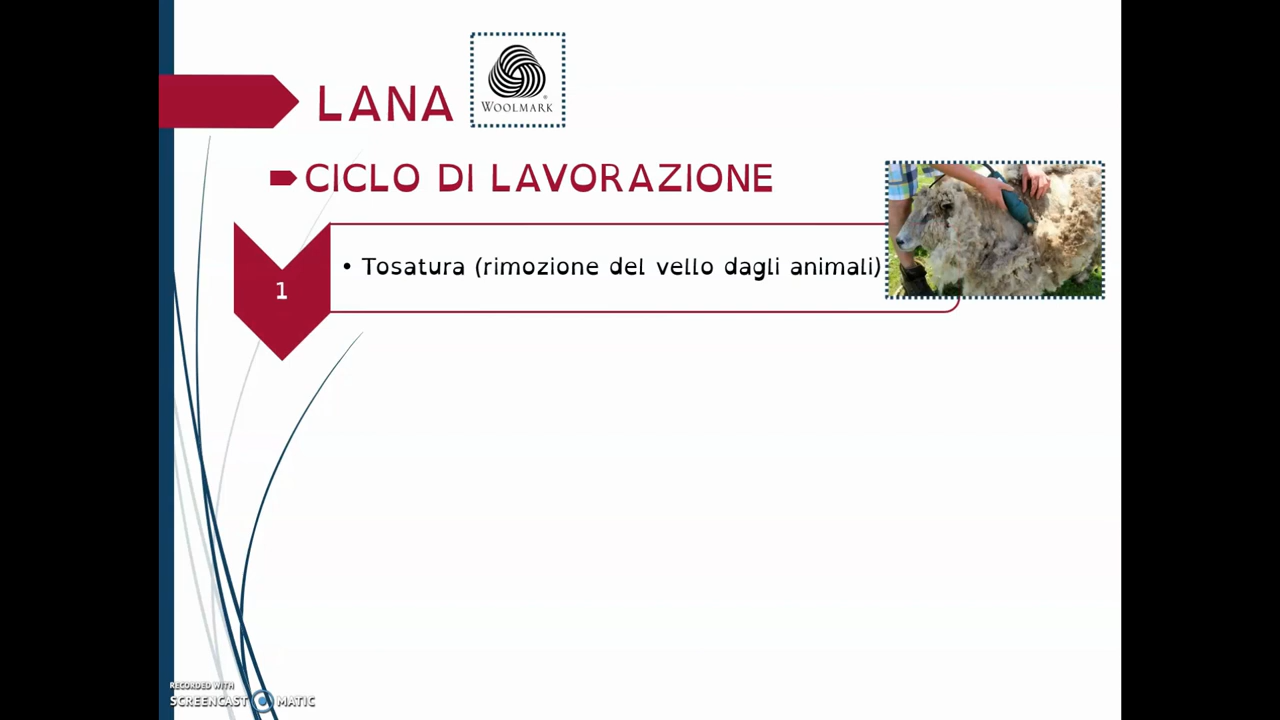 LANA
WOOLMARK
CICLO DI LAVORAZIONE
1
• Tosatura (rimozione del vello dagli animali)
RECORDED WITH
SCREENCAST MATIC